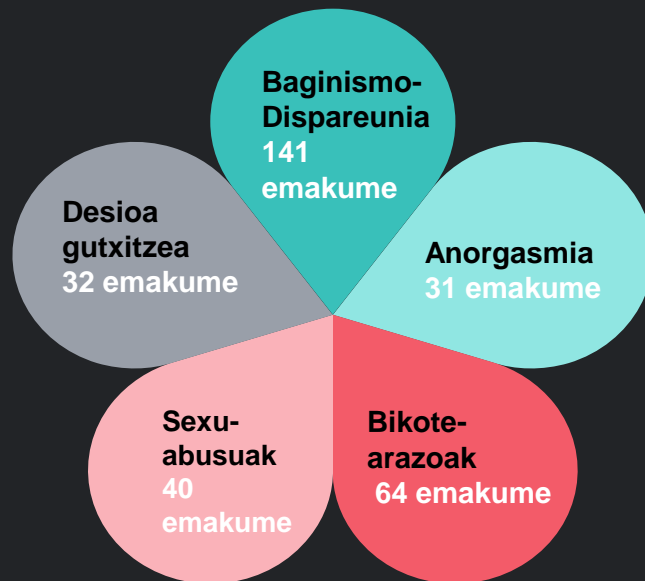 Baginismo-
Dispareunia
141
emakume
Desioa
gutxitzea
32 emakume
Anorgasmia
31 emakume
Sexu-
abusuak
40
emakume
Bikote-
arazoak
64 emakume